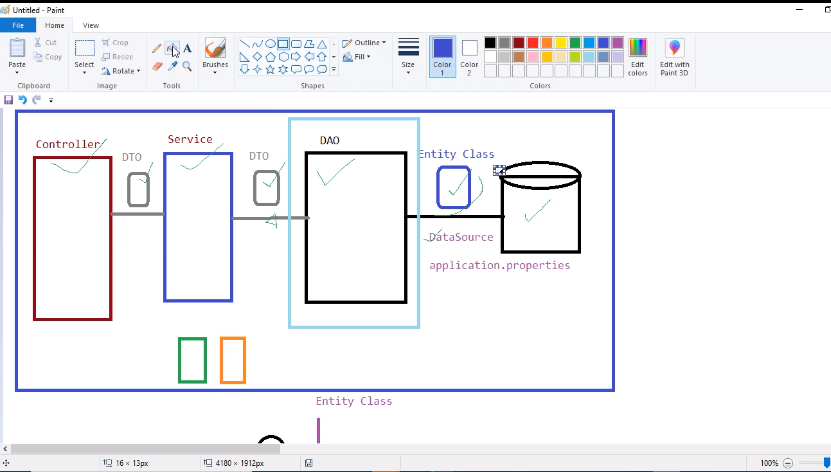 Untitled - Paint
File Home View
Paste
Cut
Copy
Clipboard
Select
Crop
Resize
Rotate
Image
A
Tools
Brushes
Outline
Fill
Shapes
Size
Color 1
Color 2
Edit colors
Edit with Paint 3D
Colors
Controller
DTO
Service
DTO
DAO
Entity Class
DataSource
application.properties
Entity Class
16 × 13px
4180 × 1912px
100%